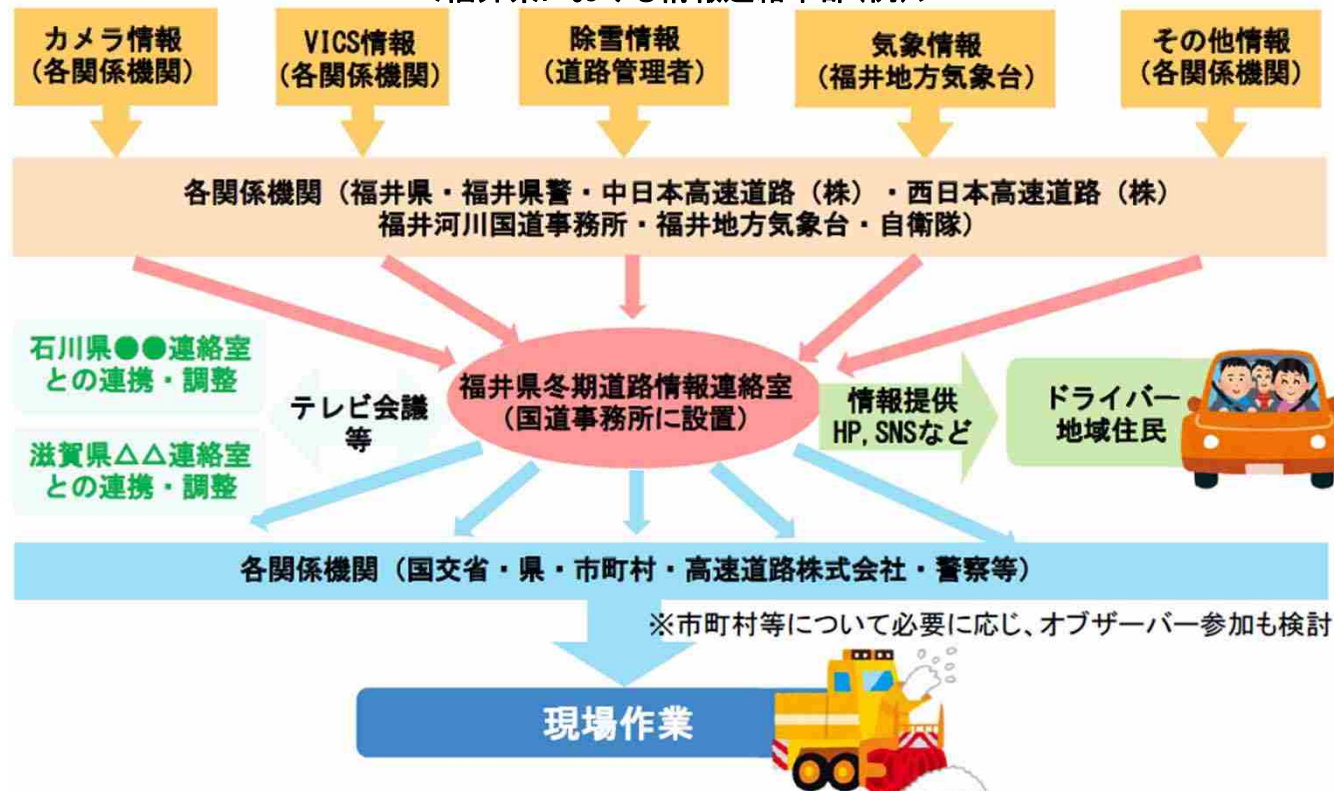 カメラ情報
(各関係機関)
VICS情報
(各関係機関)
除雪情報
(道路管理者)
気象情報
(福井地方気象台)
その他情報
(各関係機関)
各関係機関(福井県・福井県警・中日本高速道路(株)・西日本高速道路(株)
福井河川国道事務所・福井地方気象台・自衛隊)
石川県●●連絡室
との連携・調整
滋賀県△△連絡室
との連携・調整
テレビ会議
等
福井県冬期道路情報連絡室
(国道事務所に設置)
情報提供
HP,SNSなど
ドライバー
地域住民
各関係機関(国交省・県・市町村・高速道路株式会社・警察等)
※市町村等について必要に応じ、オブザーバー参加も検討
現場作業